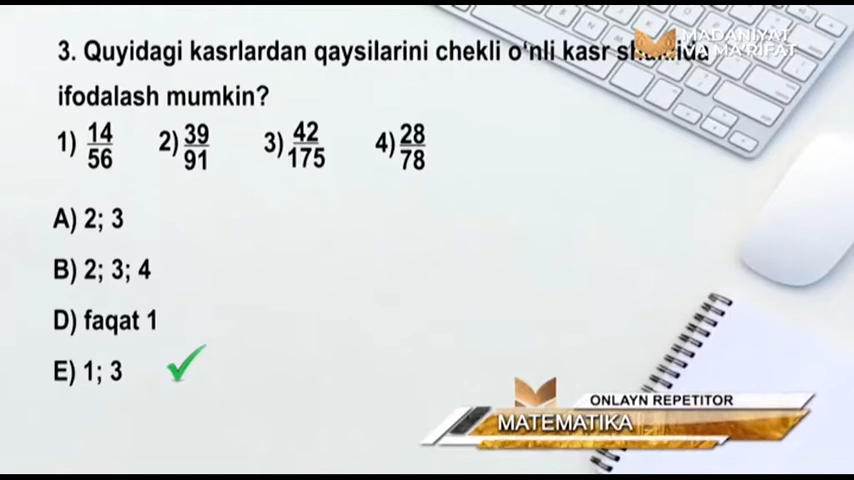 MADANIYAT
VA MA'RIFAT
3. Quyidagi kasrlardan qaysilarini chekli o'nli kasr shaklida
ifodalash mumkin?
1) 14/56 2) 39/91 3) 42/175 4) 28/78
A) 2; 3
B) 2; 3; 4
D) faqat 1
E) 1; 3
ONLAYN REPETITOR
MATEMATIKA